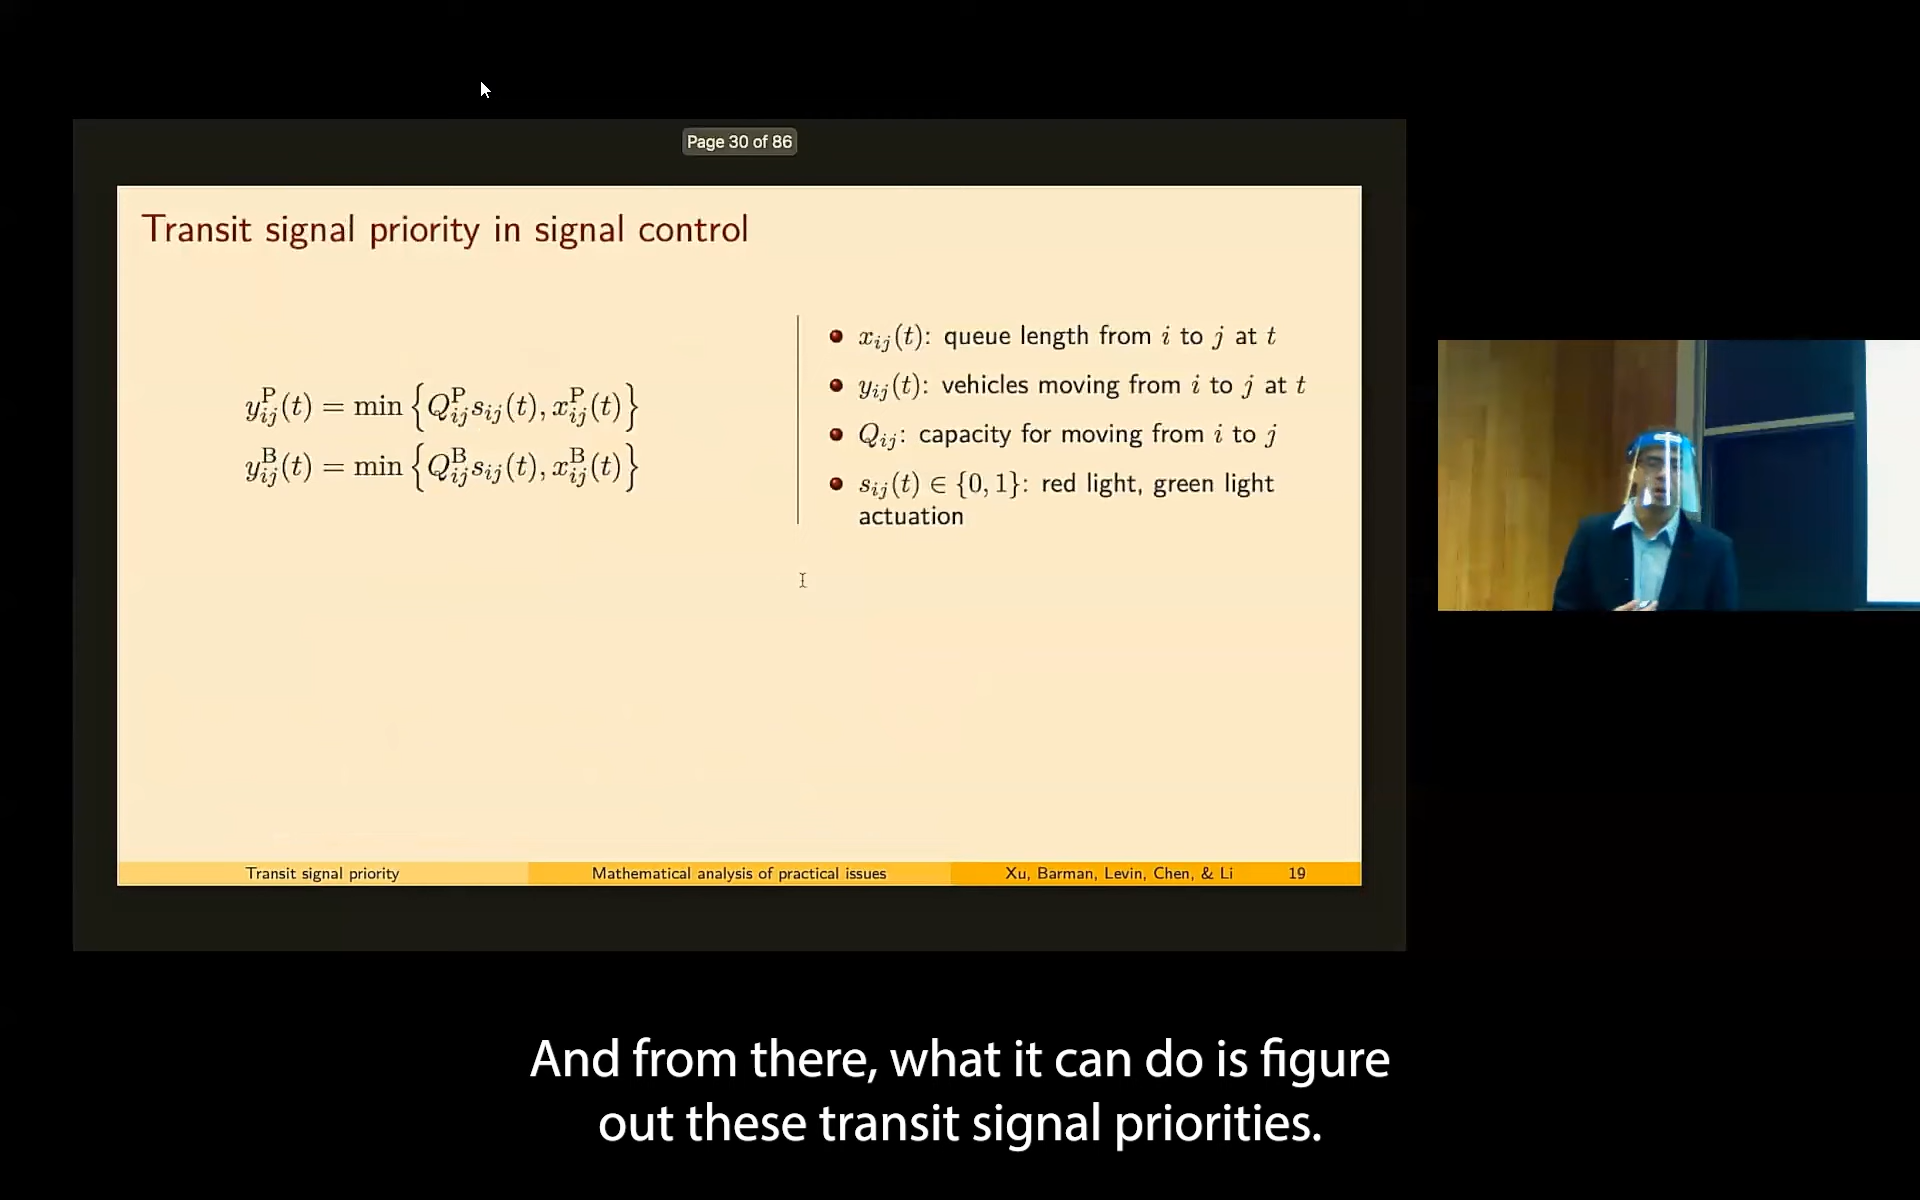 Page 30 of 86
Transit signal priority in signal control
y_{ij}^{P}(t) = min {Q_{ij}^{P} s_{ij}(t), x_{ij}^{P}(t)}
y_{ij}^{B}(t) = min {Q_{ij}^{B} s_{ij}(t), x_{ij}^{B}(t)}
x_{ij}(t): queue length from i to j at t
y_{ij}(t): vehicles moving from i to j at t
Q_{ij}: capacity for moving from i to j
s_{ij}(t) ∈ {0, 1}: red light, green light
actuation
Transit signal priority Mathematical analysis of practical issues Xu, Barman, Levin, Chen, & Li 19
And from there, what it can do is figure
out these transit signal priorities.